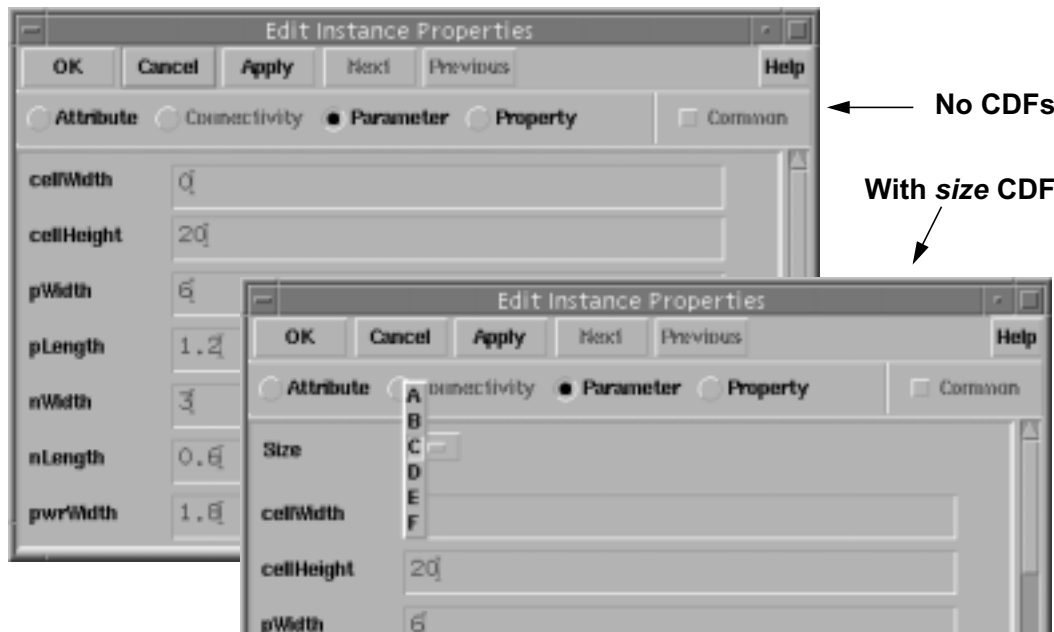 Edit Instance Properties
OK Cancel Apply Next Previous Help
Attribute Connectivity Parameter Property Common
cellWidth 0
cellHeight 20
pWidth 6
pLength 1.2
nWidth 3
nLength 0.6
pwrWidth 1.8
No CDFs
With size CDF
Edit Instance Properties
OK Cancel Apply Next Previous Help
Attribute Connectivity Parameter Property Common
Size
A
B
C
D
E
F
cellWidth
cellHeight 20
pWidth 6